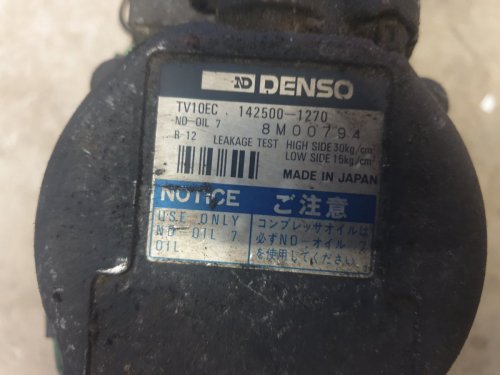 ND DENSO
TV10EC 142500-1270
ND-OIL 7 8M00794
R-12 LEAKAGE TEST HIGH SIDE 30kg/cm²
LOW SIDE 15kg/cm²
MADE IN JAPAN
NOTICE ご注意
USE ONLY
ND-OIL 7
OIL
コンプレッサオイルは
必ずND-オイル 7
を使用してください。